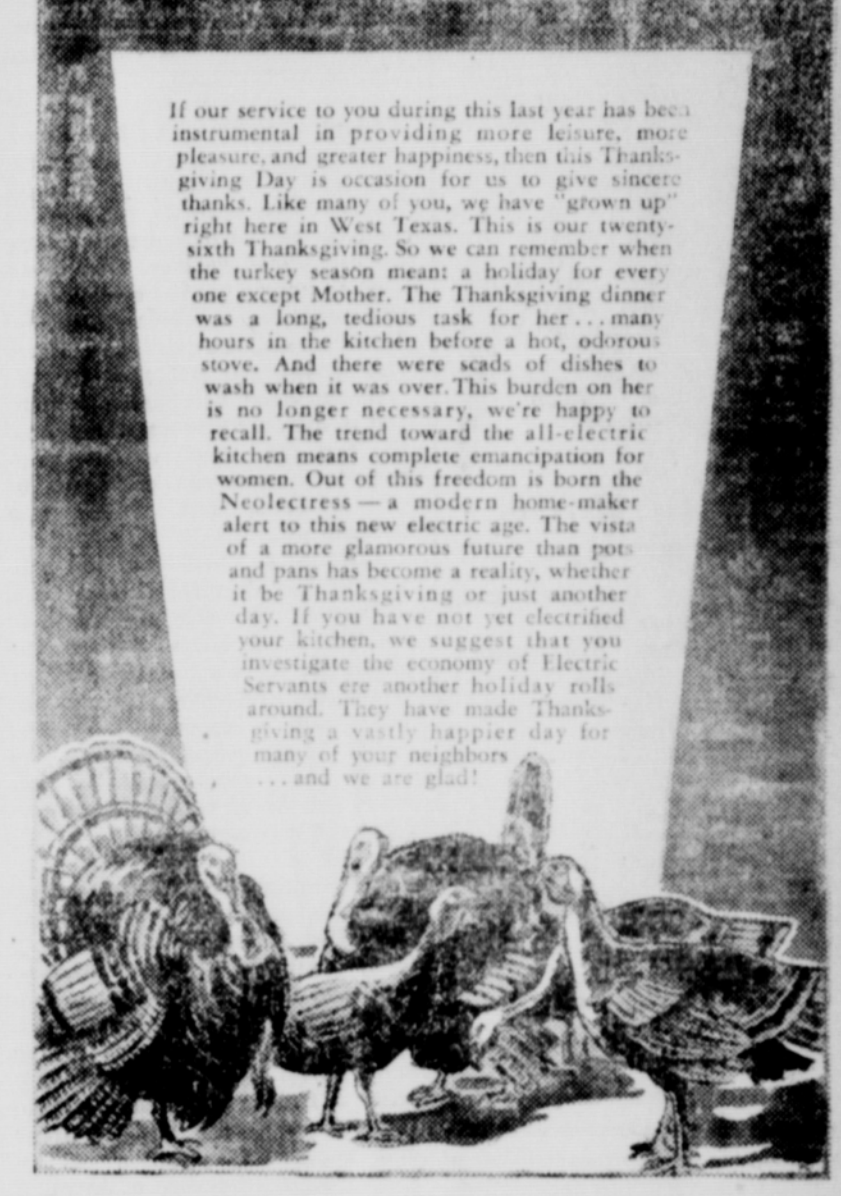 If our service to you during this last year has been
instrumental in providing more leisure, more
pleasure, and greater happiness, then this Thanks-
giving Day is occasion for us to give sincere
thanks. Like many of you, we have "grown up"
right here in West Texas. This is our twenty-
sixth Thanksgiving. So we can remember when
the turkey season meant a holiday for every
one except Mother. The Thanksgiving dinner
was a long, tedious task for her...many
hours in the kitchen before a hot, odorous
stove. And there were scads of dishes to
wash when it was over. This burden on her
is no longer necessary, we're happy to
recall. The trend toward the all-electric
kitchen means complete emancipation for
women. Out of this freedom is born the
Neolectress — a modern home-maker
alert to this new electric age. The vista
of a more glamorous future than pots
and pans has become a reality, whether
it be Thanksgiving or just another
day. If you have not yet electrified
your kitchen, we suggest that you
investigate the economy of Electric
Servants ere another holiday rolls
around. They have made Thanks-
giving a vastly happier day for
many of your neighbors
...and we are glad!